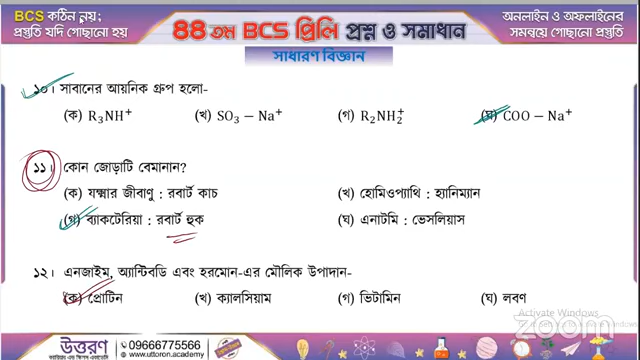 BCS কঠিন নয়;
প্রস্তুতি যদি গোছানো হয়
৪৪ তম BCS প্রিলি প্রশ্ন ও সমাধান
অনলাইন ও অফলাইনের
সমন্বয়ে গোছানো প্রস্তুতি
সাধারণ বিজ্ঞান
১০। সাবানের আয়নিক গ্রুপ হলো-
(ক) R₃NH⁺ (খ) SO₃ − Na⁺ (গ) R₂NH₂⁺ (ঘ) COO − Na⁺
১১। কোন জোড়াটি বেমানান?
(ক) যক্ষ্মার জীবাণু : রবার্ট কাচ (খ) হোমিওপ্যাথি : হ্যানিম্যান
(গ) ব্যাকটেরিয়া : রবার্ট হুক (ঘ) এনাটমি : ভেসলিয়াস
১২। এনজাইম, অ্যান্টিবডি এবং হরমোন-এর মৌলিক উপাদান-
(ক) প্রোটিন (খ) ক্যালসিয়াম (গ) ভিটামিন (ঘ) লবণ
Activate Windows
zoom
উত্তরণ
09666775566
www.uttoron.academy